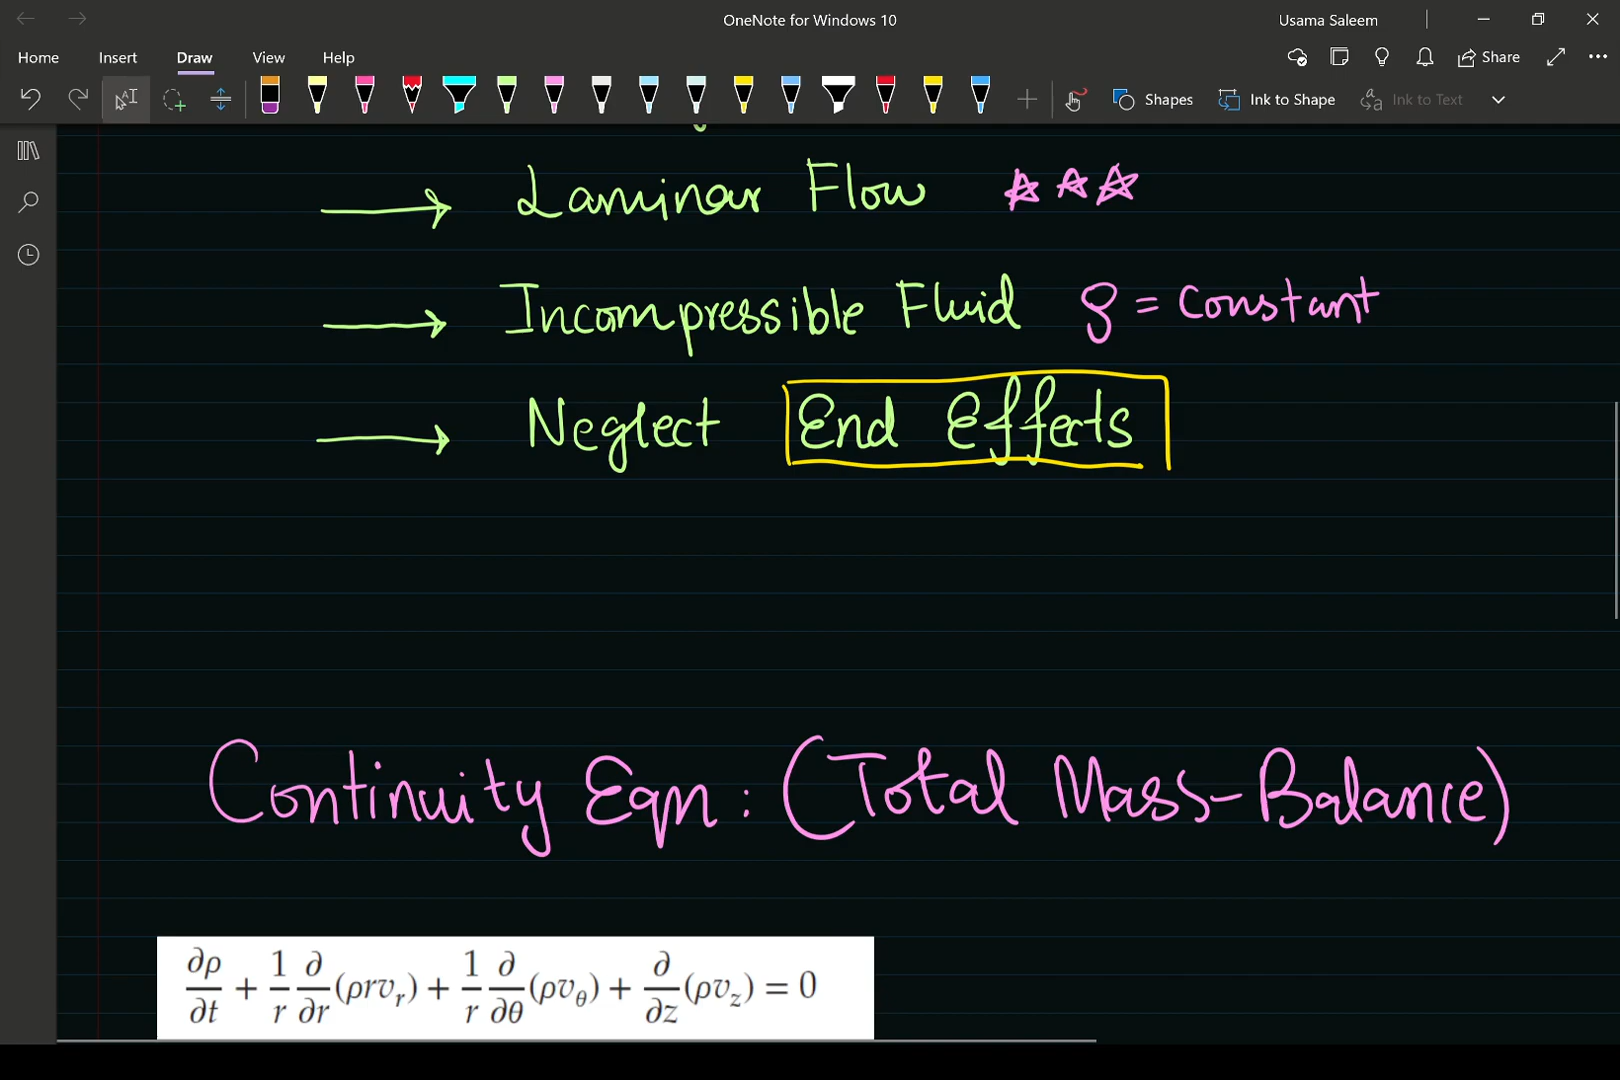 OneNote for Windows 10
Usama Saleem
Home Insert Draw View Help
Share
Shapes Ink to Shape Ink to Text
→ Laminar Flow ☆☆☆
→ Incompressible Fluid ρ = Constant
→ Neglect End Effects
Continuity Eqn: (Total Mass-Balance)
∂ρ/∂t + 1/r ∂/∂r (ρrv_r) + 1/r ∂/∂θ (ρv_θ) + ∂/∂z (ρv_z) = 0